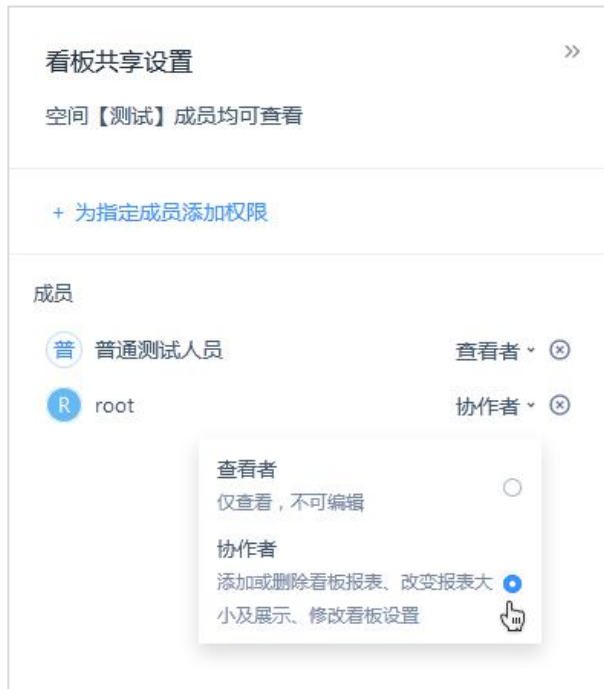 看板共享设置
空间【测试】成员均可查看
+ 为指定成员添加权限
成员
普 普通测试人员 查看者
R root 协作者
查看者
仅查看，不可编辑
协作者
添加或删除看板报表、改变报表大
小及展示、修改看板设置